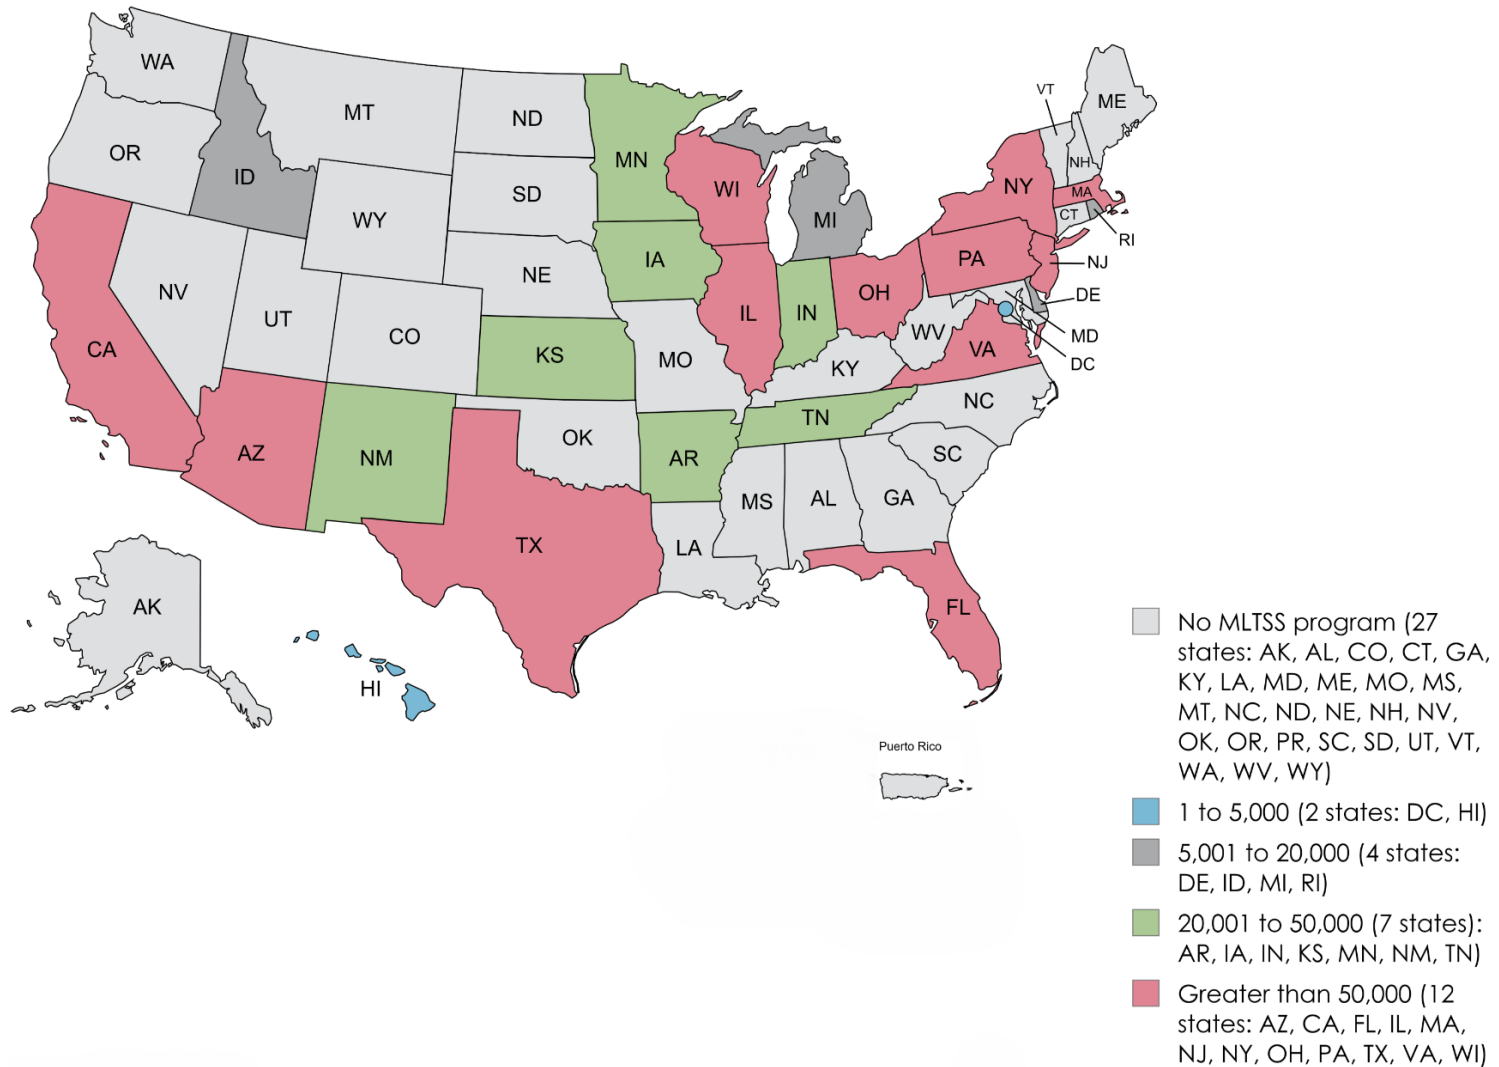 WA
MT
ND
MN
OR
ID
SD
WI
WY
MI
VT
ME
NH
NY
MA
CT
RI
NV
UT
CO
NE
IA
IL
IN
OH
PA
NJ
DE
MD
DC
CA
KS
MO
WV
VA
KY
AZ
NM
OK
AR
TN
NC
SC
TX
LA
MS
AL
GA
FL
AK
HI
Puerto Rico
No MLTSS program (27
states: AK, AL, CO, CT, GA,
KY, LA, MD, ME, MO, MS,
MT, NC, ND, NE, NH, NV,
OK, OR, PR, SC, SD, UT, VT,
WA, WV, WY)
1 to 5,000 (2 states: DC, HI)
5,001 to 20,000 (4 states:
DE, ID, MI, RI)
20,001 to 50,000 (7 states):
AR, IA, IN, KS, MN, NM, TN)
Greater than 50,000 (12
states: AZ, CA, FL, IL, MA,
NJ, NY, OH, PA, TX, VA, WI)